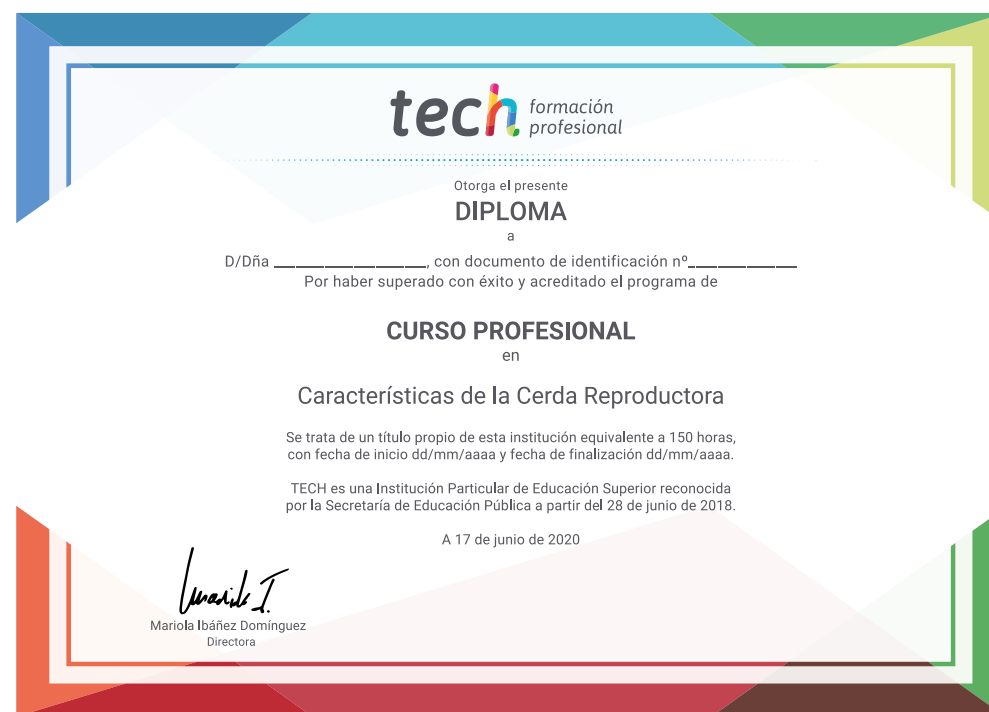 tech formación
profesional
Otorga el presente
DIPLOMA
a
D/Dña ______________, con documento de identificación nº__________
Por haber superado con éxito y acreditado el programa de
CURSO PROFESIONAL
en
Características de la Cerda Reproductora
Se trata de un título propio de esta institución equivalente a 150 horas,
con fecha de inicio dd/mm/aaaa y fecha de finalización dd/mm/aaaa.
TECH es una Institución Particular de Educación Superior reconocida
por la Secretaría de Educación Pública a partir del 28 de junio de 2018.
A 17 de junio de 2020
Mariola Ibáñez Domínguez
Directora